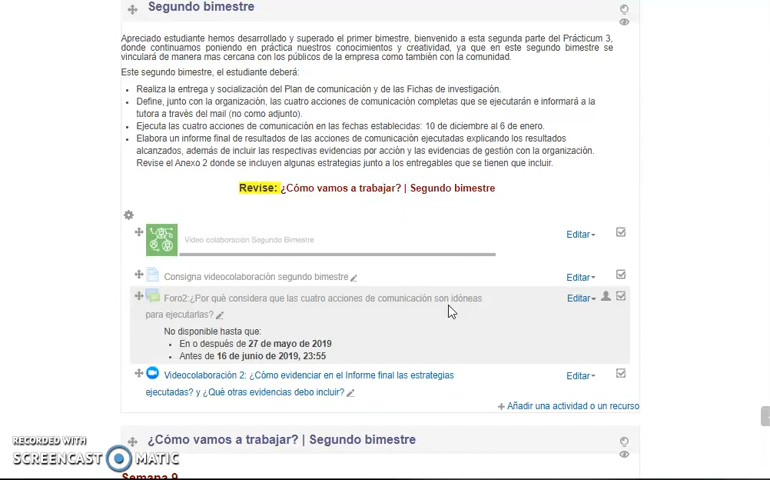 Segundo bimestre
Apreciado estudiante hemos desarrollado y superado el primer bimestre, bienvenido a esta segunda parte del Prácticum 3,
donde continuamos poniendo en práctica nuestros conocimientos y creatividad, ya que en este segundo bimestre se
vinculará de manera mas cercana con los públicos de la empresa como también con la comunidad.
Este segundo bimestre, el estudiante deberá:
• Realiza la entrega y socialización del Plan de comunicación y de las Fichas de investigación.
• Define, junto con la organización, las cuatro acciones de comunicación completas que se ejecutarán e informará a la
tutora a través del mail (no como adjunto).
• Ejecuta las cuatro acciones de comunicación en las fechas establecidas: 10 de diciembre al 6 de enero.
• Elabora un informe final de resultados de las acciones de comunicación ejecutadas explicando los resultados
alcanzados, además de incluir las respectivas evidencias por acción y las evidencias de gestión con la organización.
Revise el Anexo 2 donde se incluyen algunas estrategias junto a los entregables que se tienen que incluir.
Revise: ¿Cómo vamos a trabajar? | Segundo bimestre
Video colaboración Segundo Bimestre
Editar
Consigna videocolaboración segundo bimestre
Editar
Foro2:¿Por qué considera que las cuatro acciones de comunicación son idóneas
Editar
para ejecutarlas?
No disponible hasta que:
• En o después de 27 de mayo de 2019
• Antes de 16 de junio de 2019, 23:55
Videocolaboración 2: ¿Cómo evidenciar en el Informe final las estrategias
Editar
ejecutadas? y ¿Qué otras evidencias debo incluir?
Añadir una actividad o un recurso
¿Cómo vamos a trabajar? | Segundo bimestre
RECORDED WITH
SCREENCAST MATIC
Semana 9